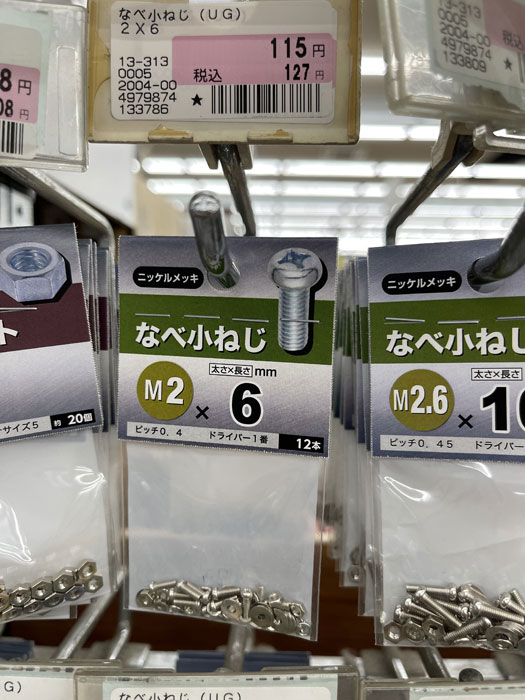 なべ小ねじ（UG）
2X6
115円
税込 127円
13-313
0005
2004-00
4979874
133786
★
8円
08円
13-313
0005
2004-00
4979874
133809
ニッケルメッキ
なべ小ねじ
太さ×長さ mm
M2 × 6
ピッチ0.4 ドライバー1番 12本
ト
サイズ5 約20個
ニッケルメッキ
なべ小ねじ
太さ×長さ
M2.6 ×
ピッチ0.45 ドライバー
G）
なべ小ねじ（UG）